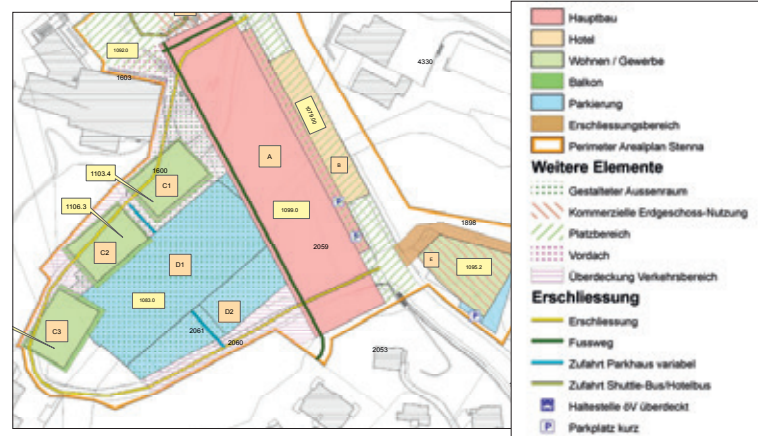 1092.0
1603
4330
1079.00
A
B
1103.4
1600
C1
P
1106.3
1099.0
1898
C2
P
2059
E
1095.2
D1
1083.0
D2
P
C3
2061
2060
2053
Hauptbau
Hotel
Wohnen / Gewerbe
Balkon
Parkierung
Erschliessungsbereich
Perimeter Arealplan Stenna
Weitere Elemente
Gestalteter Aussenraum
Kommerzielle Erdgeschoss-Nutzung
Platzbereich
Vordach
Überdeckung Verkehrsbereich
Erschliessung
Erschliessung
Fussweg
Zufahrt Parkhaus variabel
Zufahrt Shuttle-Bus/Hotelbus
Haltestelle öV überdeckt
P Parkplatz kurz